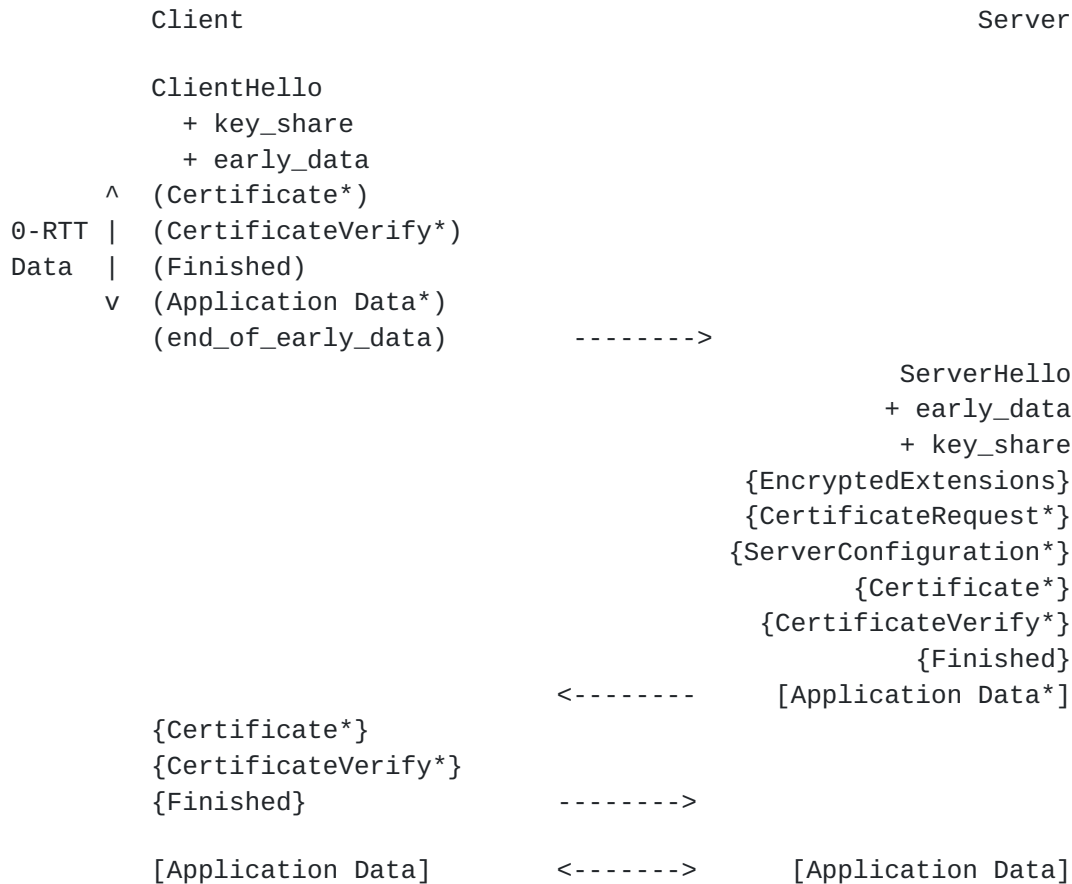 Client Server
ClientHello
+ key_share
+ early_data
^ (Certificate*)
0-RTT | (CertificateVerify*)
Data | (Finished)
v (Application Data*)
(end_of_early_data) -------->
ServerHello
+ early_data
+ key_share
{EncryptedExtensions}
{CertificateRequest*}
{ServerConfiguration*}
{Certificate*}
{CertificateVerify*}
{Finished}
<-------- [Application Data*]
{Certificate*}
{CertificateVerify*}
{Finished} -------->
[Application Data] <-------> [Application Data]